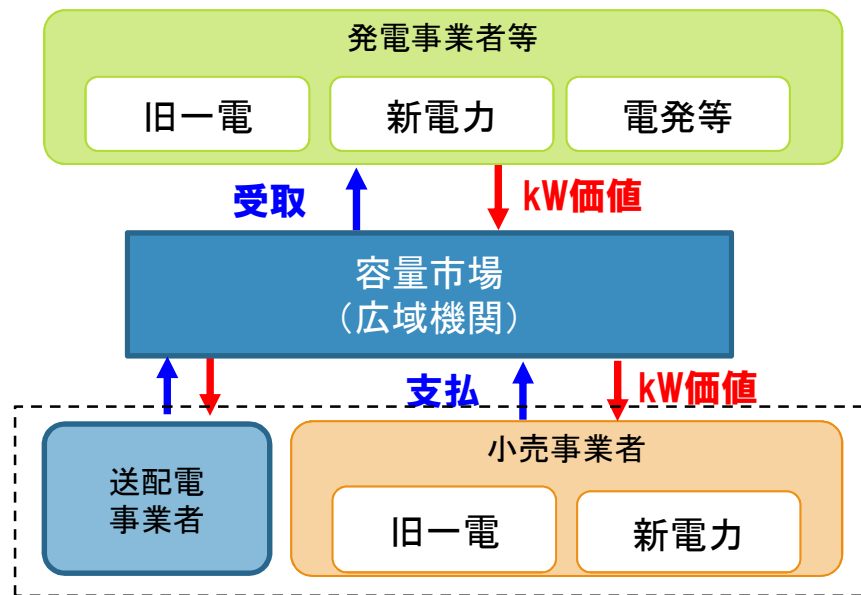 発電事業者等
旧一電
新電力
電発等
受取
kW価値
容量市場
（広域機関）
支払
kW価値
送配電
事業者
小売事業者
旧一電
新電力